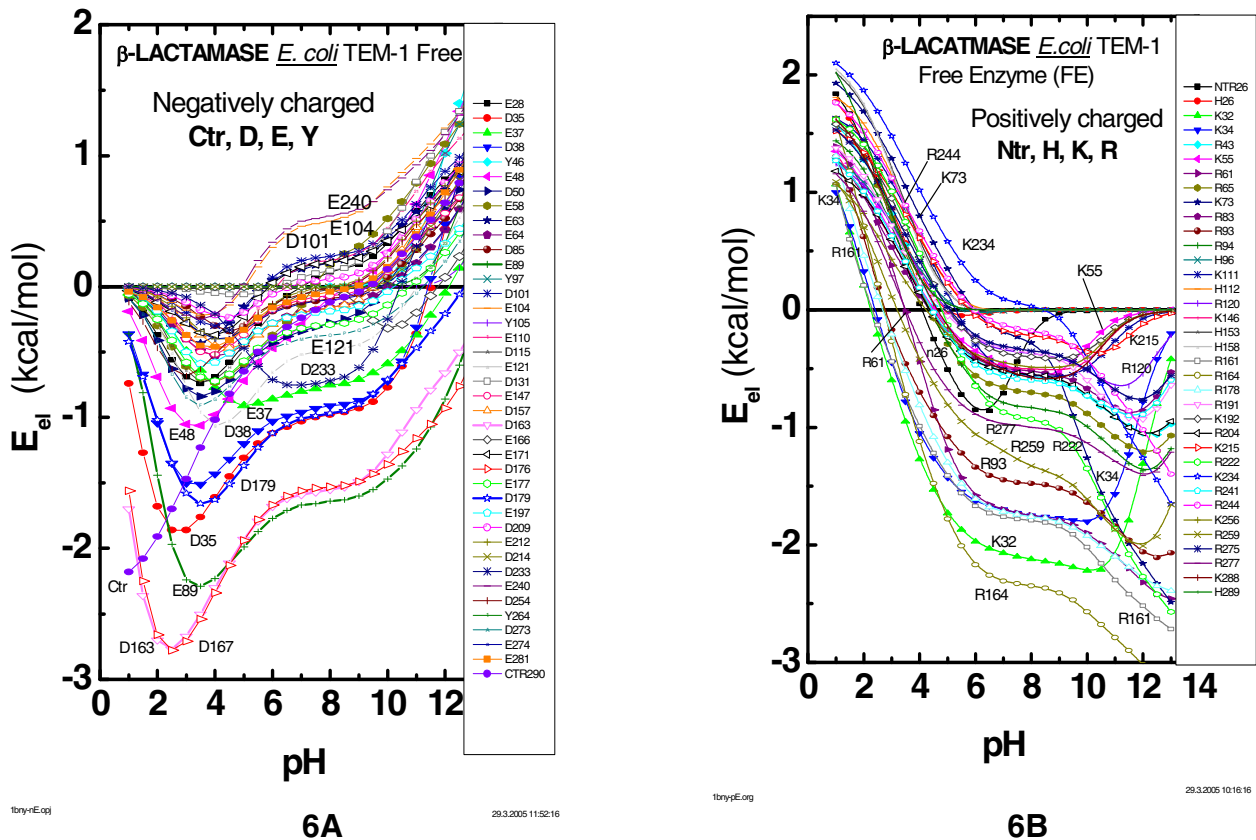 β-LACTAMASE E. coli TEM-1 Free
Negatively charged
Ctr, D, E, Y
2
1
0
-1
-2
-3
E_el (kcal/mol)
0 2 4 6 8 10 12
pH
E240
E104
D101
E121
D233
E37
D38
E48
D179
D35
Ctr
E89
D163
D167
E28
D35
E37
D38
Y46
E48
D50
E58
E63
E64
D85
E89
Y97
D101
E104
Y105
E110
D115
E121
D131
E147
D157
D163
E166
E171
D176
E177
D179
E197
D209
E212
D214
D233
E240
D254
Y264
D273
E274
E281
CTR290
1bny-nE.opj
29.3.2005 11:52:16
6A
β-LACATMASE E.coli TEM-1
Free Enzyme (FE)
Positively charged
Ntr, H, K, R
2
1
0
-1
-2
-3
E_el (kcal/mol)
0 2 4 6 8 10 12 14
pH
R244
K73
K34
R161
K234
K55
n26
R61
K215
R120
R277
R259
R222
R93
K34
K32
R164
R161
NTR26
H26
K32
K34
R43
K55
R61
R65
K73
R83
R93
R94
H96
K111
H112
R120
K146
H153
H158
R161
R164
R178
R191
K192
R204
K215
R222
K234
R241
R244
K256
R259
R275
R277
K288
H289
1bny-pE.org
29.3.2005 10:16:16
6B